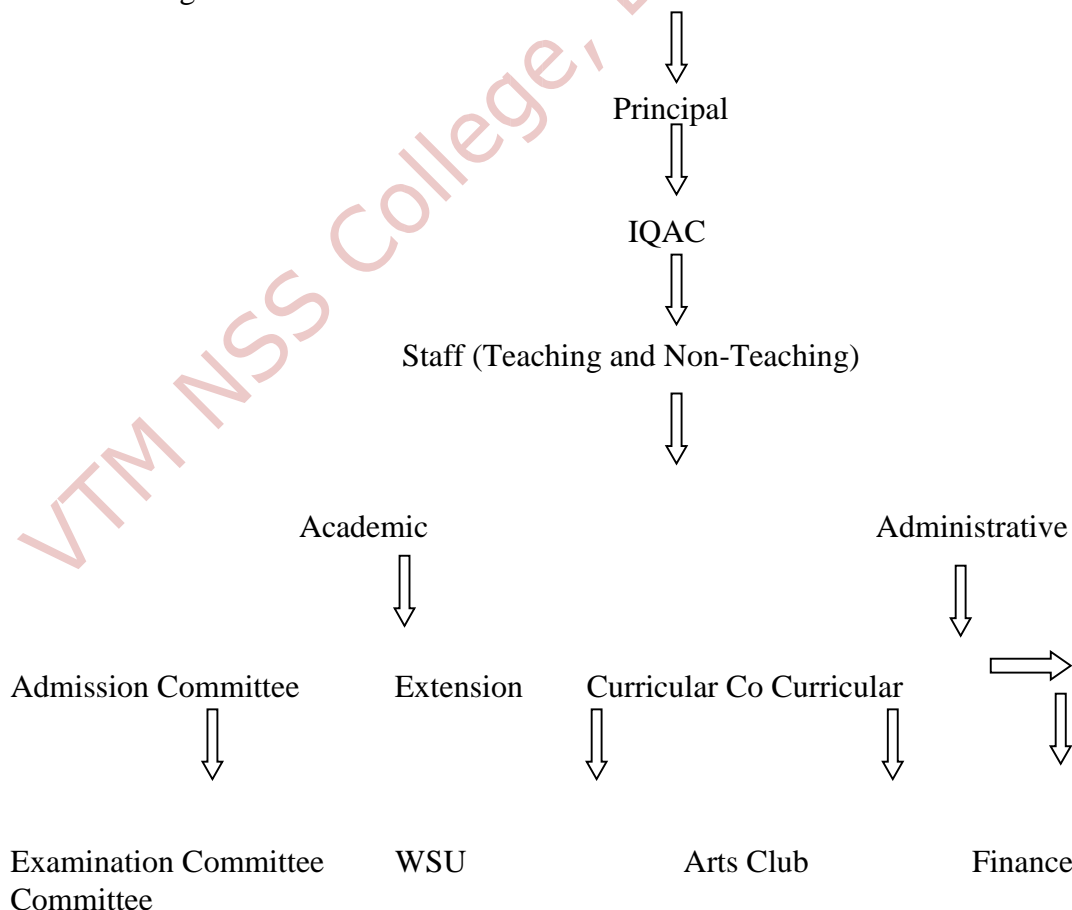 Principal
IQAC
Staff (Teaching and Non-Teaching)
Academic Administrative
Admission Committee Extension Curricular Co Curricular
Examination Committee WSU Arts Club Finance
Committee
VTM NSS College,